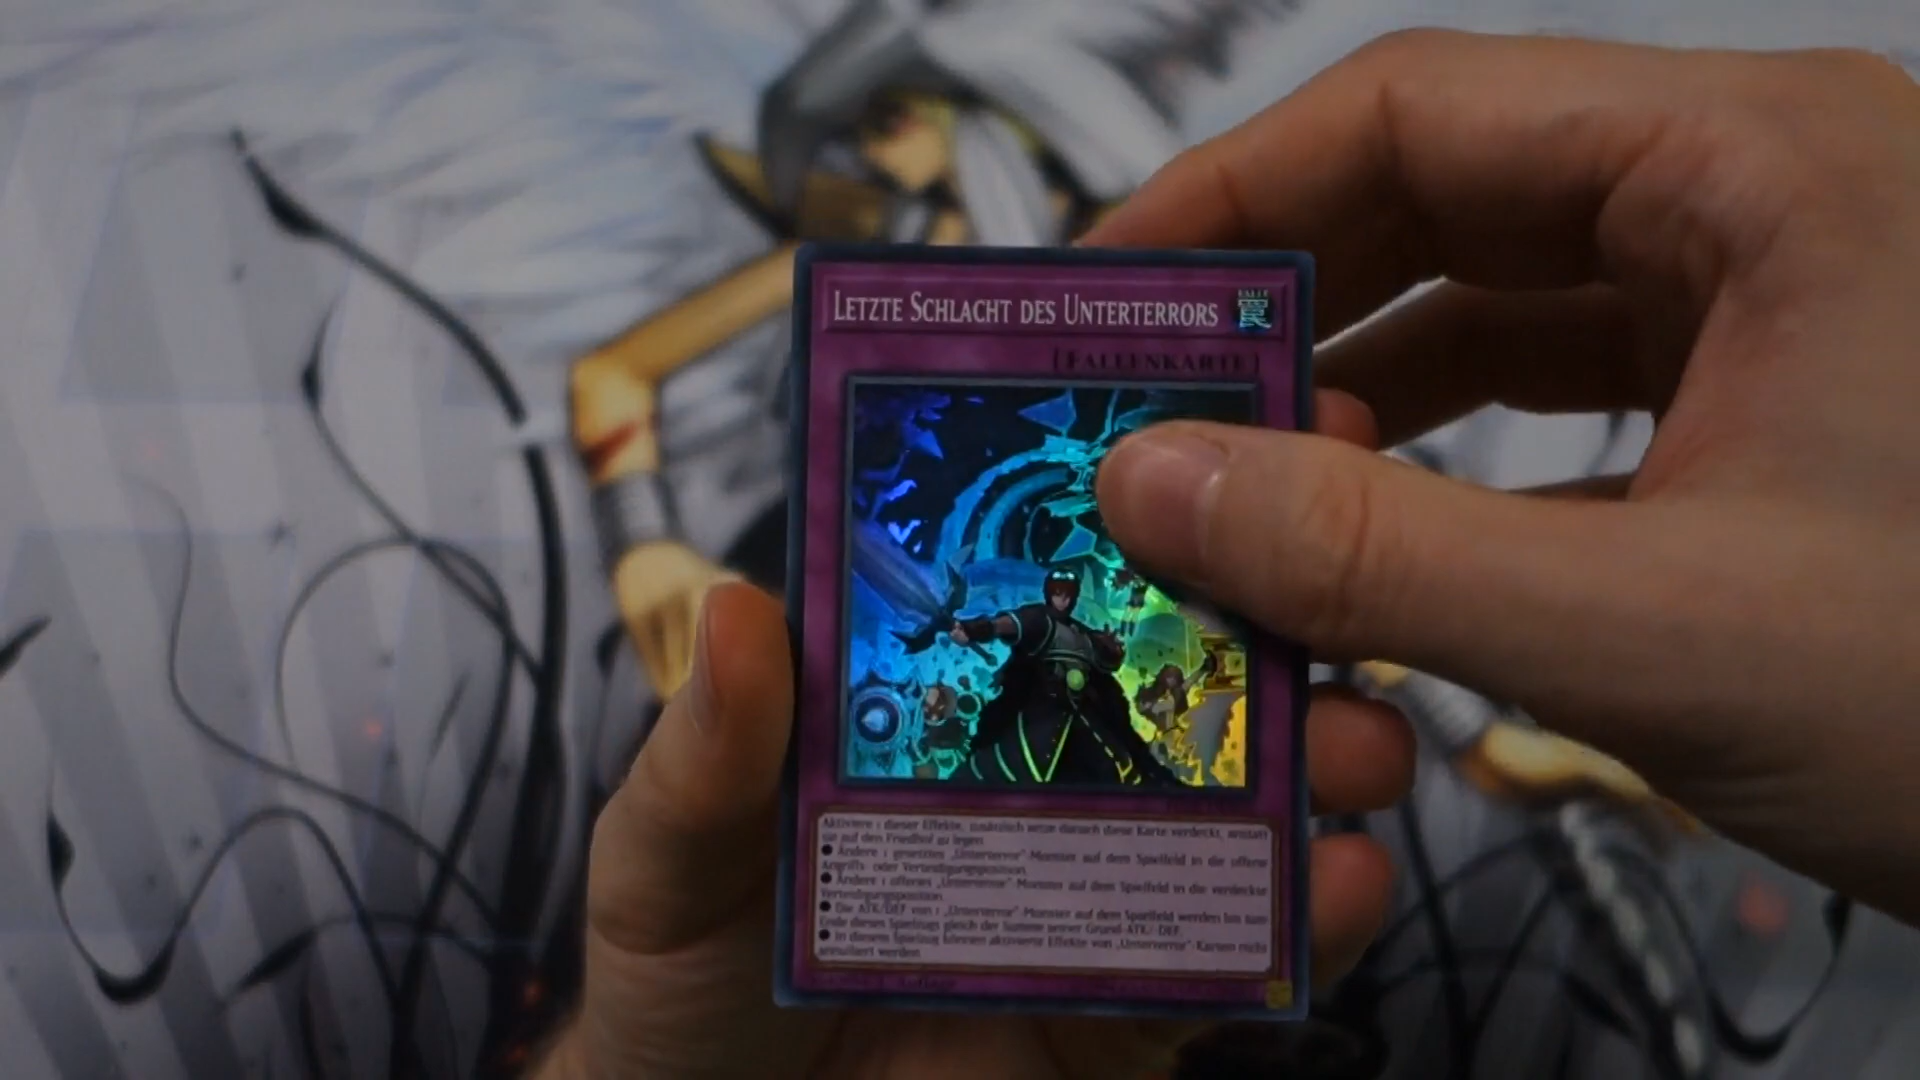 LETZTE SCHLACHT DES UNTERTERRORS
FALLE
罠
[FALLENKARTE]
Aktiviere 1 dieser Effekte, zusätzlich setze danach diese Karte verdeckt, anstatt
sie auf den Friedhof zu legen.
● Ändere 1 gesetztes „Unterterror"-Monster auf dem Spielfeld in die offene
Angriffs- oder Verteidigungsposition.
● Ändere 1 offenes „Unterterror"-Monster auf dem Spielfeld in die verdeckte
Verteidigungsposition.
● Die ATK/DEF von 1 „Unterterror"-Monster auf dem Spielfeld werden bis zum
Ende dieses Spielzugs gleich der Summe seiner Grund-ATK/-DEF.
● In diesem Spielzug können aktivierte Effekte von „Unterterror"-Karten nicht
annulliert werden.
Auflage